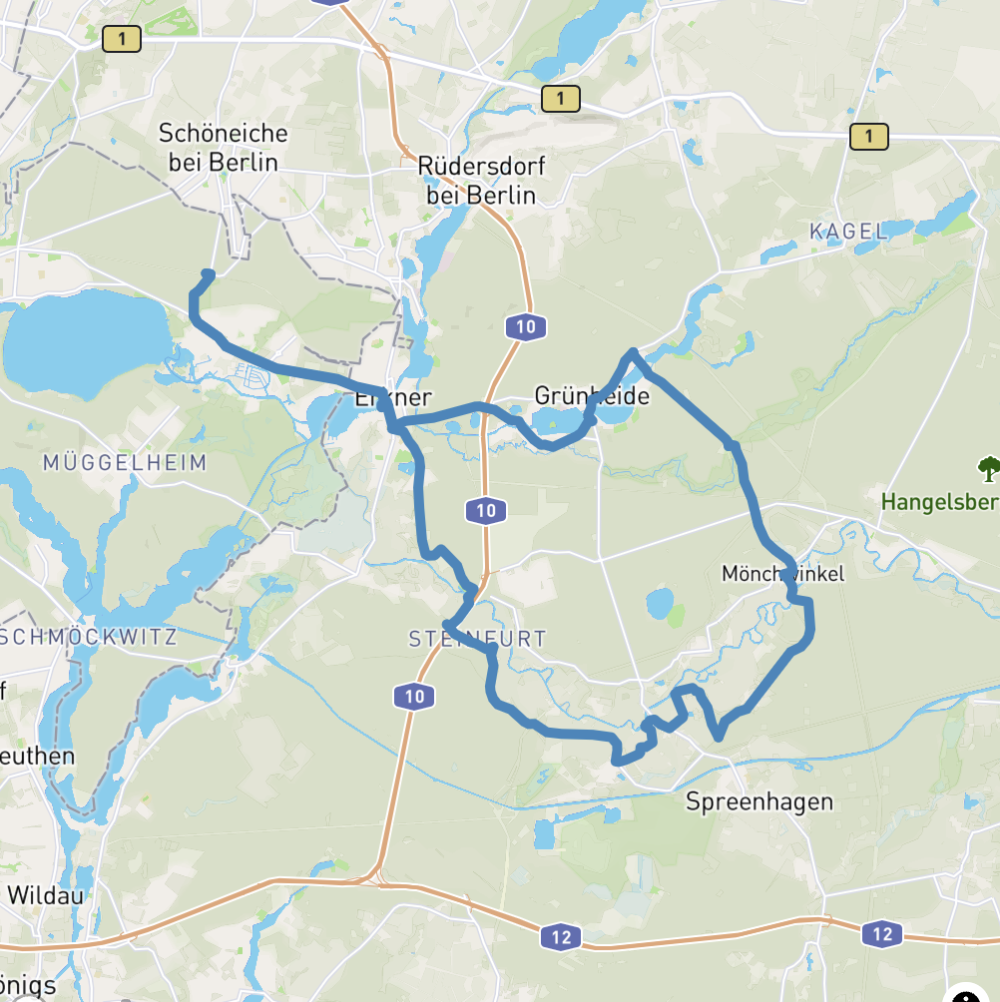 1
1
1
Schöneiche
bei Berlin
Rüdersdorf
bei Berlin
KAGEL
10
Erkner
Grünheide
MÜGGELHEIM
10
Hangelsber
Mönchwinkel
SCHMÖCKWITZ
STEINFURT
f
10
euthen
Spreenhagen
Wildau
12
12
önigs